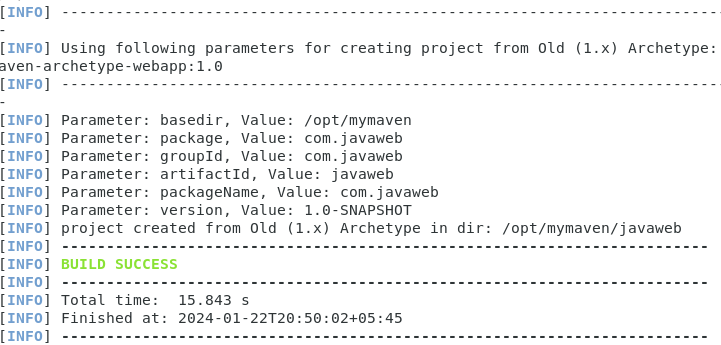 [INFO] ---------------------------------------------------------------------------
-
[INFO] Using following parameters for creating project from Old (1.x) Archetype:
aven-archetype-webapp:1.0
[INFO] ---------------------------------------------------------------------------
-
[INFO] Parameter: basedir, Value: /opt/mymaven
[INFO] Parameter: package, Value: com.javaweb
[INFO] Parameter: groupId, Value: com.javaweb
[INFO] Parameter: artifactId, Value: javaweb
[INFO] Parameter: packageName, Value: com.javaweb
[INFO] Parameter: version, Value: 1.0-SNAPSHOT
[INFO] project created from Old (1.x) Archetype in dir: /opt/mymaven/javaweb
[INFO] ------------------------------------------------------------------------
[INFO] BUILD SUCCESS
[INFO] ------------------------------------------------------------------------
[INFO] Total time:  15.843 s
[INFO] Finished at: 2024-01-22T20:50:02+05:45
[INFO] ------------------------------------------------------------------------